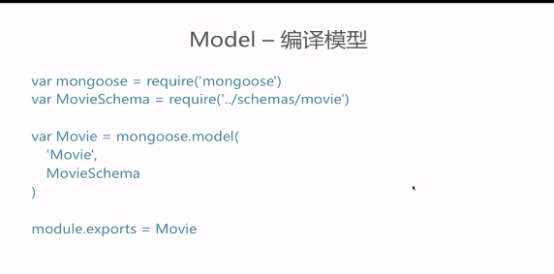 Model – 编译模型
var mongoose = require('mongoose')
var MovieSchema = require('../schemas/movie')
var Movie = mongoose.model(
'Movie',
MovieSchema
)
module.exports = Movie